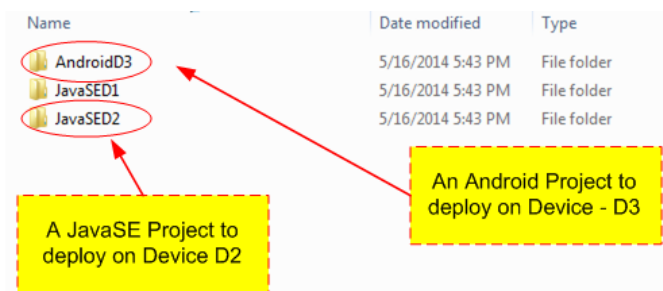 Name Date modified Type
AndroidD3 5/16/2014 5:43 PM File folder
JavaSED1 5/16/2014 5:43 PM File folder
JavaSED2 5/16/2014 5:43 PM File folder
An Android Project to
deploy on Device - D3
A JavaSE Project to
deploy on Device D2